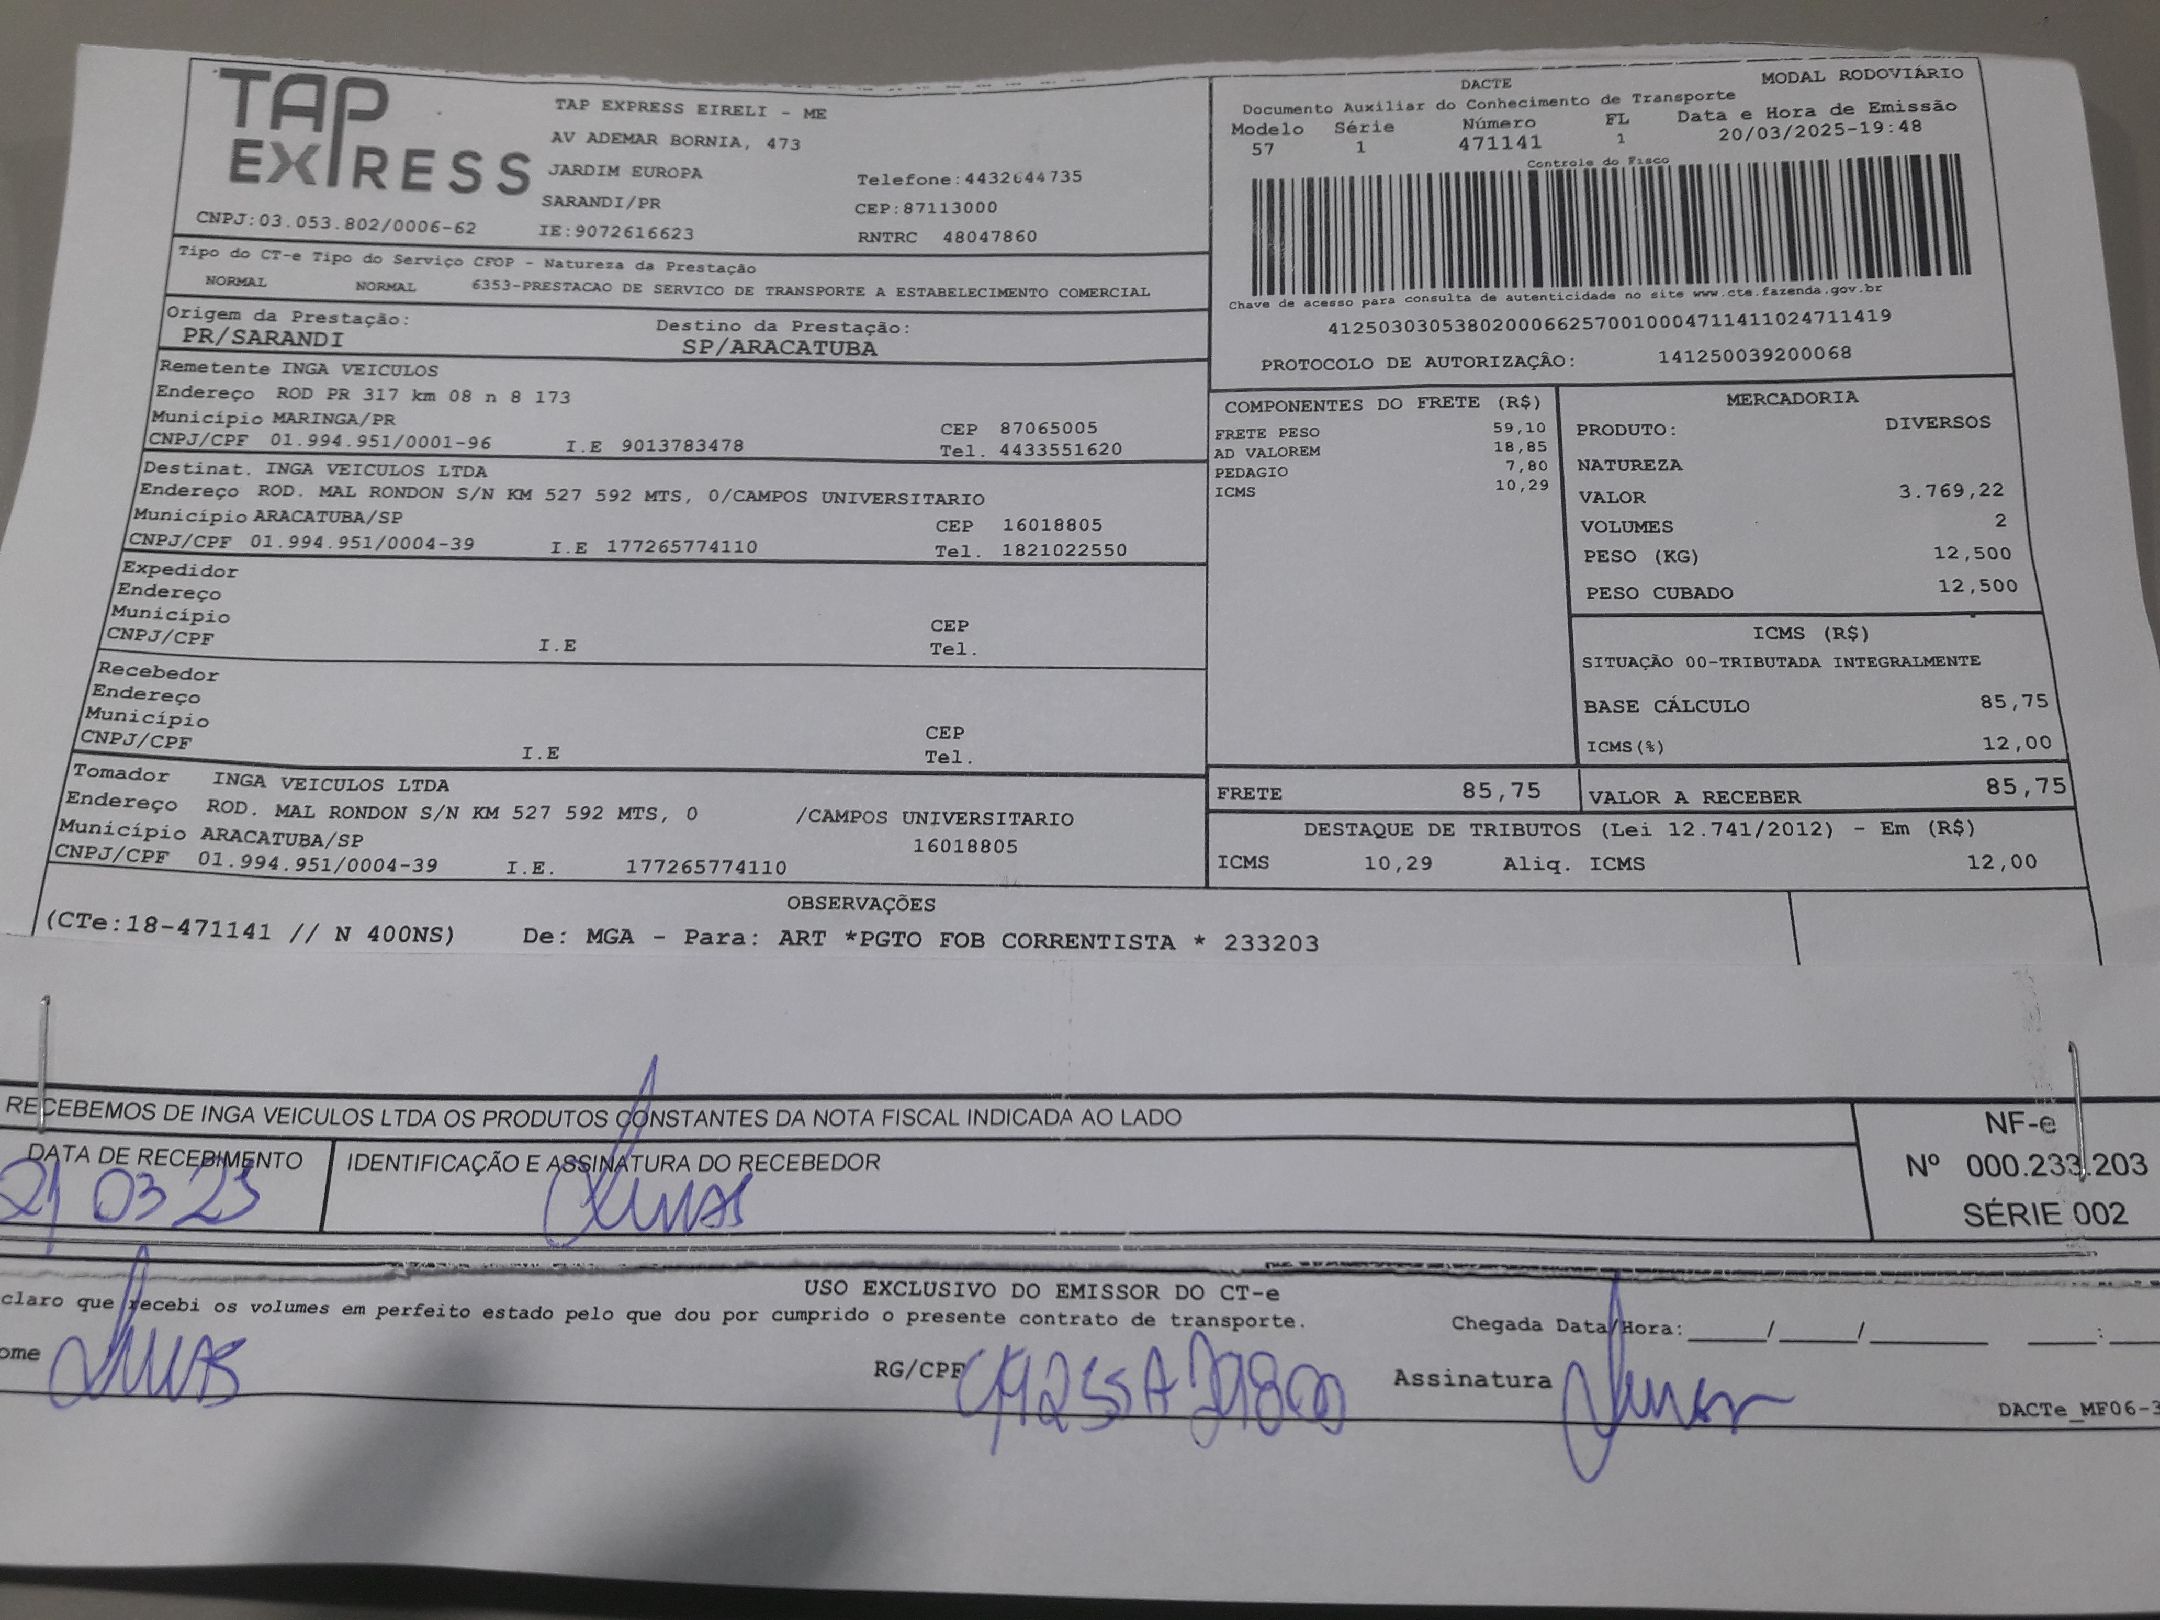 TAP EXPRESS
TAP EXPRESS EIRELI - ME
AV ADEMAR BORNIA, 473
JARDIM EUROPA Telefone:4432644735
SARANDI/PR CEP:87113000
CNPJ:03.053.802/0006-62 IE:9072616623 RNTRC 48047860
DACTE MODAL RODOVIÁRIO
Documento Auxiliar do Conhecimento de Transporte
Modelo Série Número FL Data e Hora de Emissão
57 1 471141 1 20/03/2025-19:48
Controle do Fisco
Chave de acesso para consulta de autenticidade no site www.cte.fazenda.gov.br
41250303053802000662570010004711411024711419
PROTOCOLO DE AUTORIZAÇÂO: 141250039200068
Tipo do CT-e Tipo do Serviço CFOP - Natureza da Prestação
NORMAL NORMAL 6353-PRESTACAO DE SERVICO DE TRANSPORTE A ESTABELECIMENTO COMERCIAL
Origem da Prestação: Destino da Prestação:
PR/SARANDI SP/ARACATUBA
Remetente INGA VEICULOS
Endereço ROD PR 317 km 08 n 8 173
Município MARINGA/PR CEP 87065005
CNPJ/CPF 01.994.951/0001-96 I.E 9013783478 Tel. 4433551620
Destinat. INGA VEICULOS LTDA
Endereço ROD. MAL RONDON S/N KM 527 592 MTS, 0/CAMPOS UNIVERSITARIO
Município ARACATUBA/SP CEP 16018805
CNPJ/CPF 01.994.951/0004-39 I.E 177265774110 Tel. 1821022550
Expedidor
Endereço
Município CEP
CNPJ/CPF I.E Tel.
Recebedor
Endereço
Município CEP
CNPJ/CPF I.E Tel.
Tomador INGA VEICULOS LTDA
Endereço ROD. MAL RONDON S/N KM 527 592 MTS, 0 /CAMPOS UNIVERSITARIO
Município ARACATUBA/SP 16018805
CNPJ/CPF 01.994.951/0004-39 I.E. 177265774110
COMPONENTES DO FRETE (R$)
FRETE PESO 59,10
AD VALOREM 18,85
PEDAGIO 7,80
ICMS 10,29
MERCADORIA
PRODUTO: DIVERSOS
NATUREZA
VALOR 3.769,22
VOLUMES 2
PESO (KG) 12,500
PESO CUBADO 12,500
ICMS (R$)
SITUAÇÃO 00-TRIBUTADA INTEGRALMENTE
BASE CÁLCULO 85,75
ICMS(%) 12,00
FRETE 85,75 VALOR A RECEBER 85,75
DESTAQUE DE TRIBUTOS (Lei 12.741/2012) - Em (R$)
ICMS 10,29 Aliq. ICMS 12,00
OBSERVAÇÕES
(CTe:18-471141 // N 400NS) De: MGA - Para: ART *PGTO FOB CORRENTISTA * 233203
RECEBEMOS DE INGA VEICULOS LTDA OS PRODUTOS CONSTANTES DA NOTA FISCAL INDICADA AO LADO
DATA DE RECEBIMENTO IDENTIFICAÇÃO E ASSINATURA DO RECEBEDOR
21 03 25
NF-e
Nº 000.233.203
SÉRIE 002
USO EXCLUSIVO DO EMISSOR DO CT-e
claro que recebi os volumes em perfeito estado pelo que dou por cumprido o presente contrato de transporte.
Chegada Data/Hora:_____/_____/________ ____:
ome RG/CPF Assinatura
DACTe_MF06-3